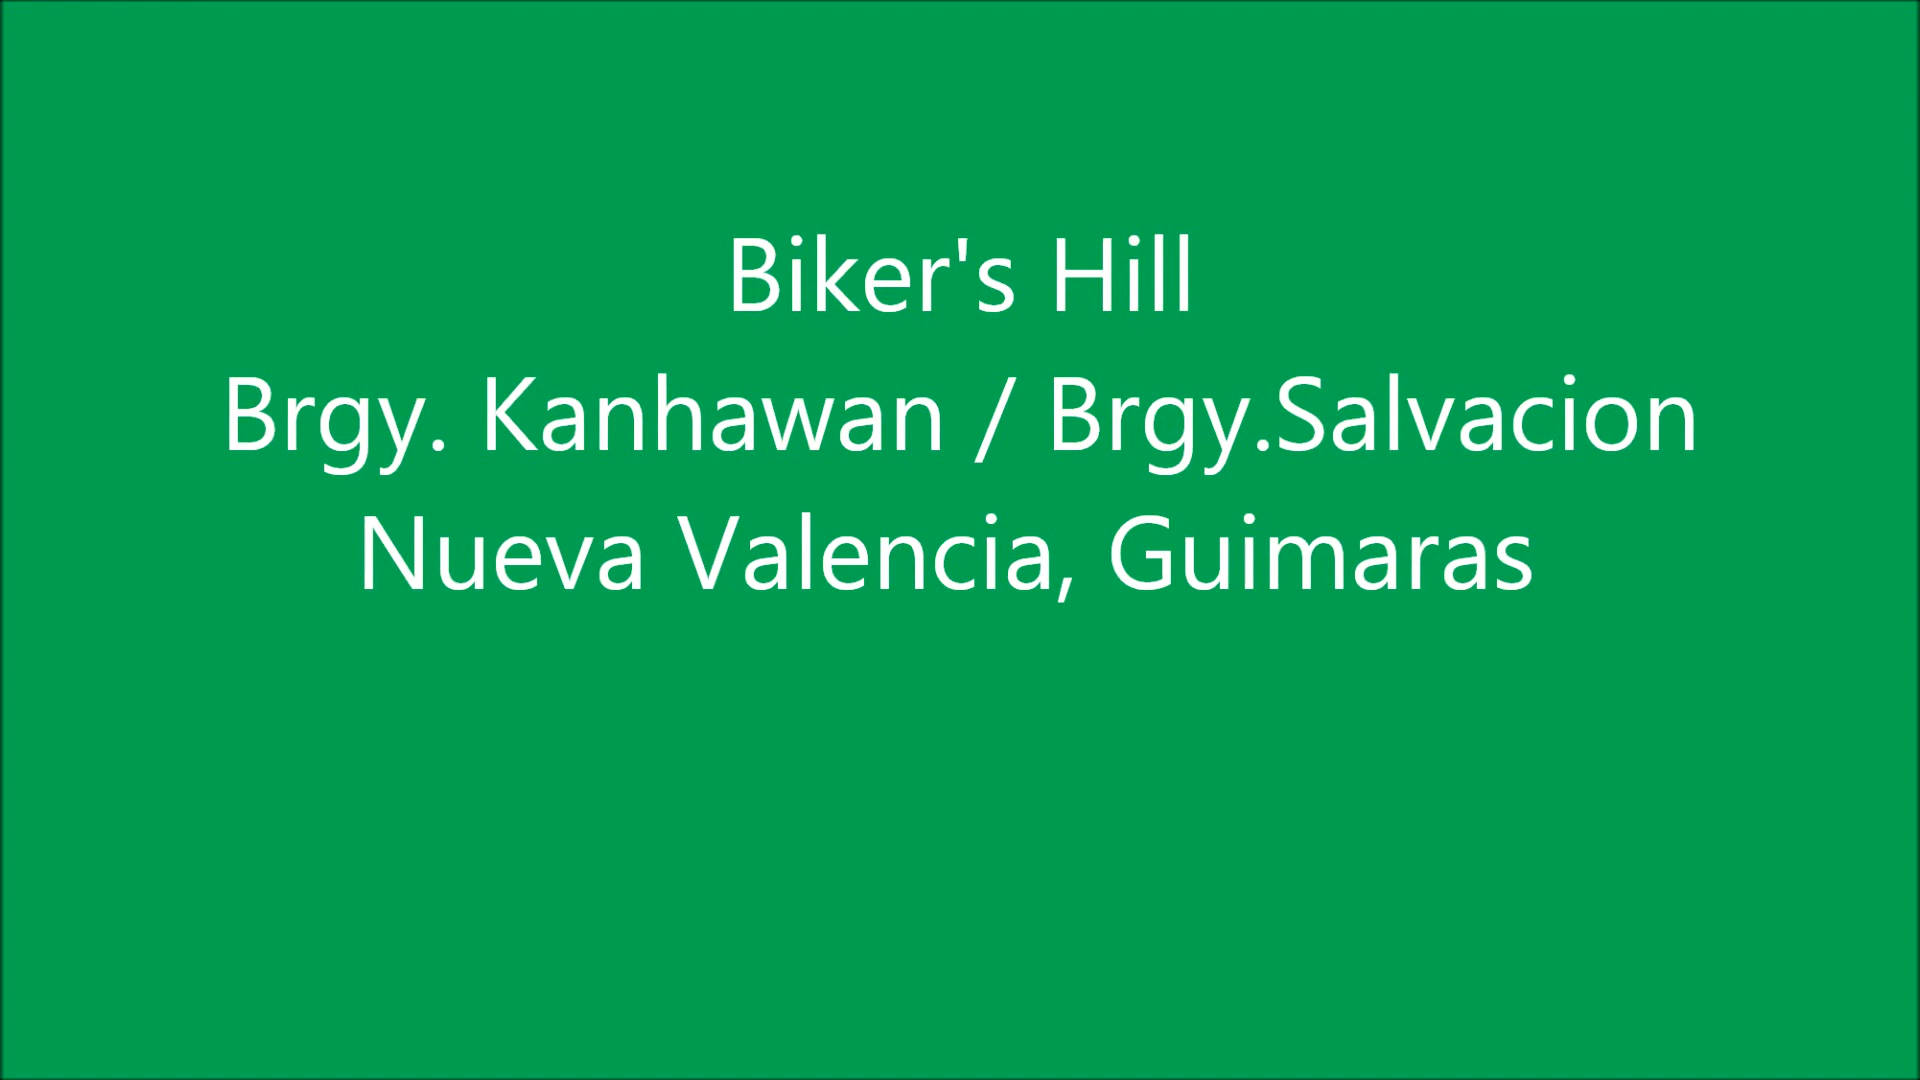 Biker's Hill
Brgy. Kanhawan / Brgy.Salvacion
Nueva Valencia, Guimaras